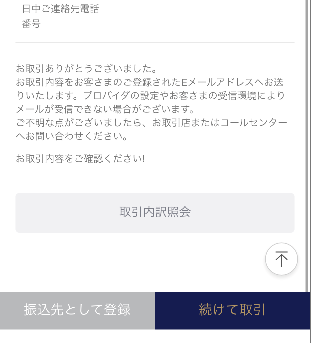 日中ご連絡先電話
番号
お取引ありがとうございました。
お取引内容をお客さまのご登録されたEメールアドレスへお送
りいたします。プロバイダの設定やお客さまの受信環境により
メールが受信できない場合がございます。
ご不明な点がございましたら、お取引店またはコールセンター
へお問い合わせください。
お取引内容をご確認ください!
取引内訳照会
振込先として登録
続けて取引